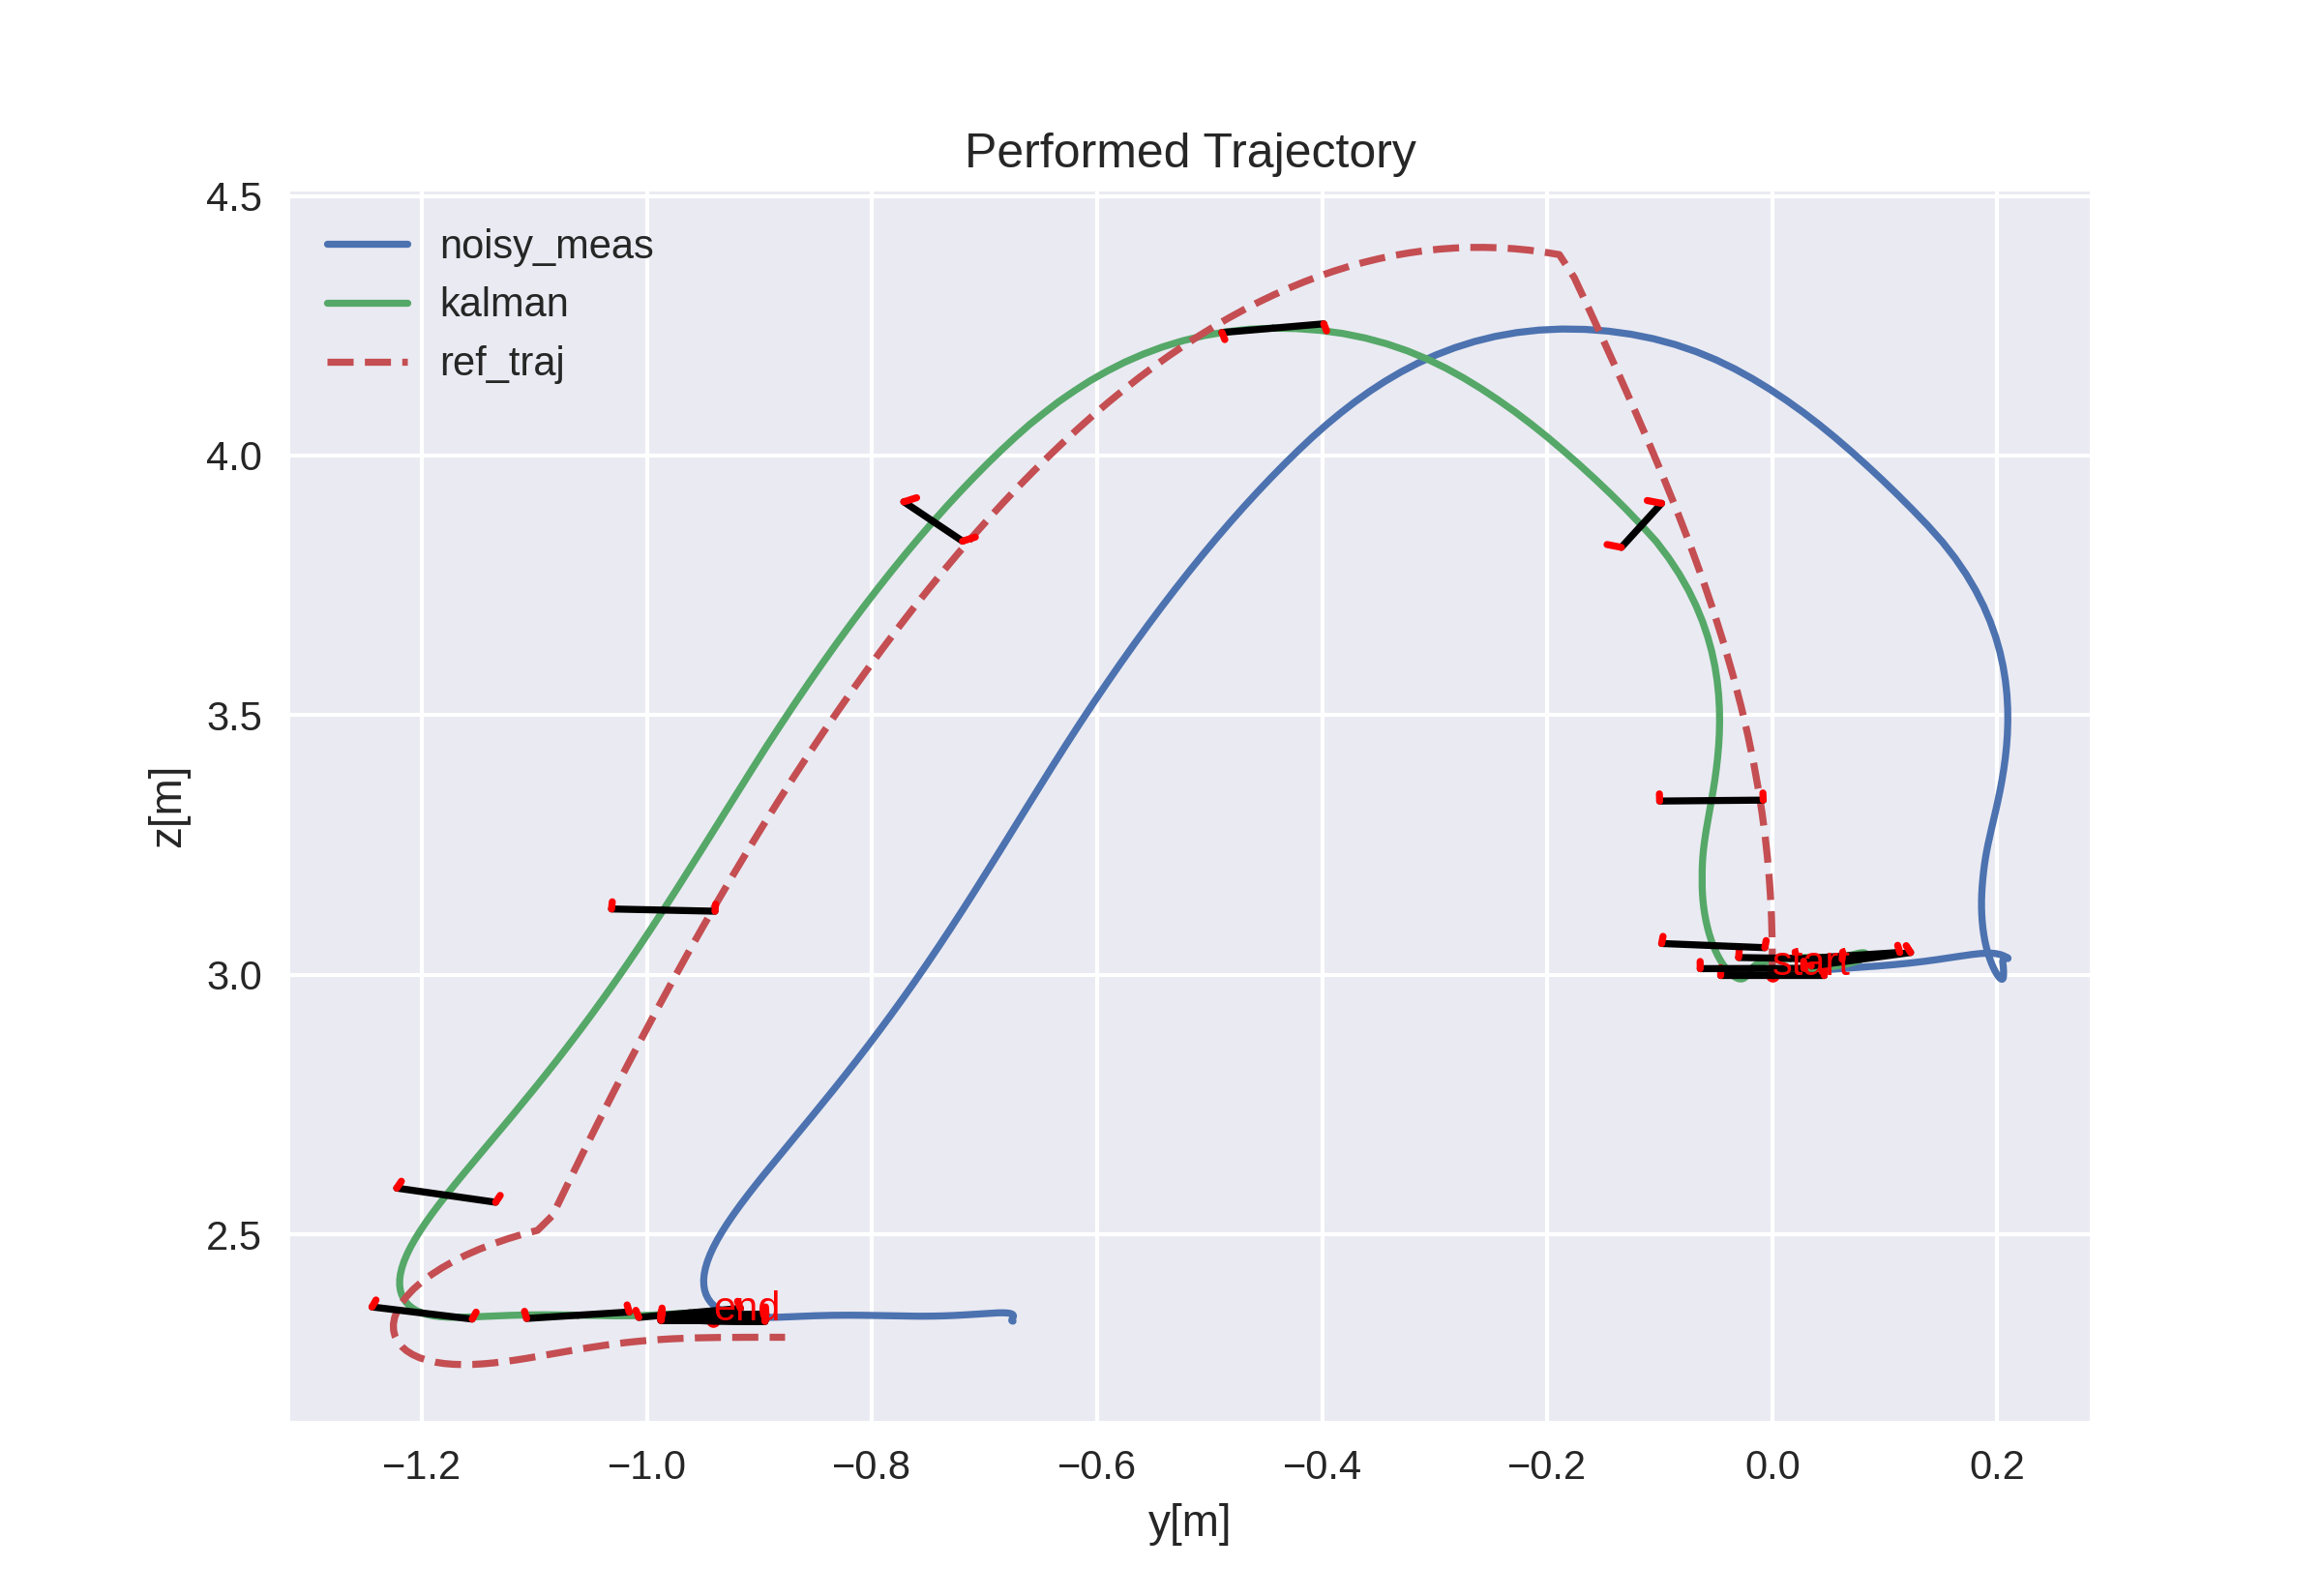 Performed Trajectory
noisy_meas
kalman
ref_traj
4.5
4.0
3.5
3.0
2.5
z[m]
start
end
−1.2
−1.0
−0.8
−0.6
−0.4
−0.2
0.0
0.2
y[m]